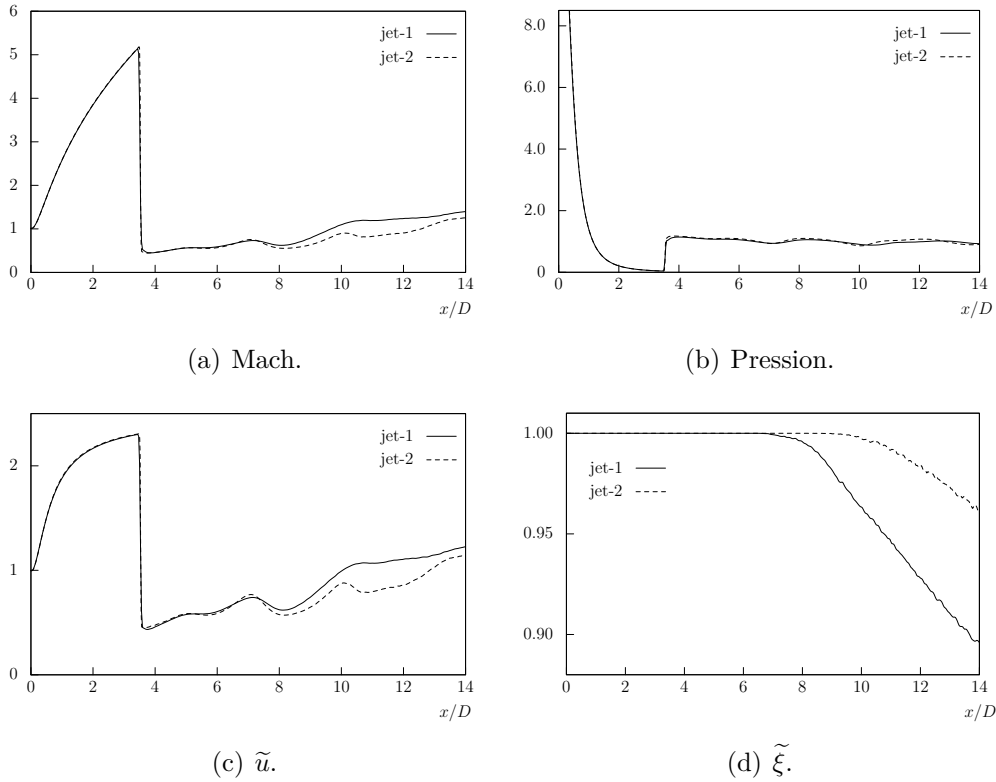 6
5
4
3
2
1
0
0 2 4 6 8 10 12 14
x/D
jet-1
jet-2
(a) Mach.
8.0
6.0
4.0
2.0
0
0 2 4 6 8 10 12 14
x/D
jet-1
jet-2
(b) Pression.
2
1
0
0 2 4 6 8 10 12 14
x/D
jet-1
jet-2
(c) ũ.
1.00
0.95
0.90
0 2 4 6 8 10 12 14
x/D
jet-1
jet-2
(d) ξ̃.